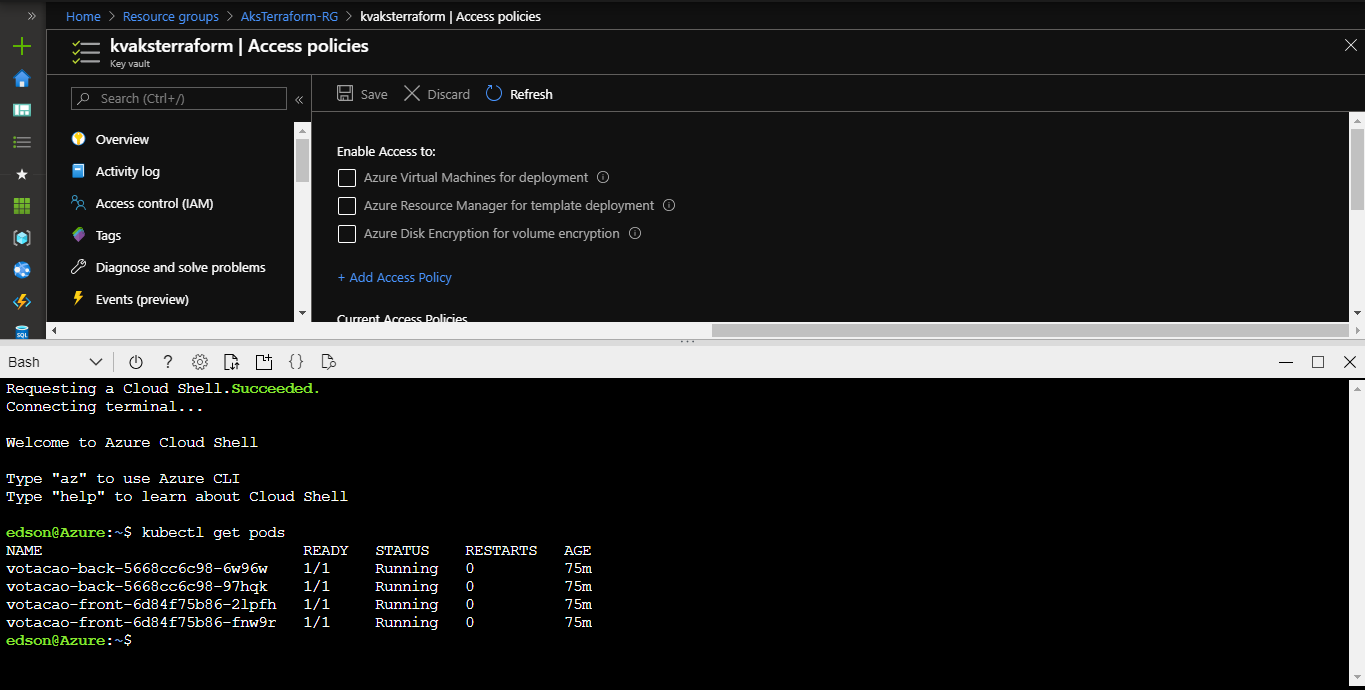 Home > Resource groups > AksTerraform-RG > kvaksterraform | Access policies
kvaksterraform | Access policies
Key vault
Search (Ctrl+/)
«
Save
Discard
Refresh
Overview
Activity log
Access control (IAM)
Tags
Diagnose and solve problems
Events (preview)
Enable Access to:
Azure Virtual Machines for deployment
Azure Resource Manager for template deployment
Azure Disk Encryption for volume encryption
+ Add Access Policy
Current Access Policies
SQL
Bash
Requesting a Cloud Shell.Succeeded.
Connecting terminal...
Welcome to Azure Cloud Shell
Type "az" to use Azure CLI
Type "help" to learn about Cloud Shell
edson@Azure:~$ kubectl get pods
NAME READY STATUS RESTARTS AGE
votacao-back-5668cc6c98-6w96w 1/1 Running 0 75m
votacao-back-5668cc6c98-97hqk 1/1 Running 0 75m
votacao-front-6d84f75b86-2lpfh 1/1 Running 0 75m
votacao-front-6d84f75b86-fnw9r 1/1 Running 0 75m
edson@Azure:~$